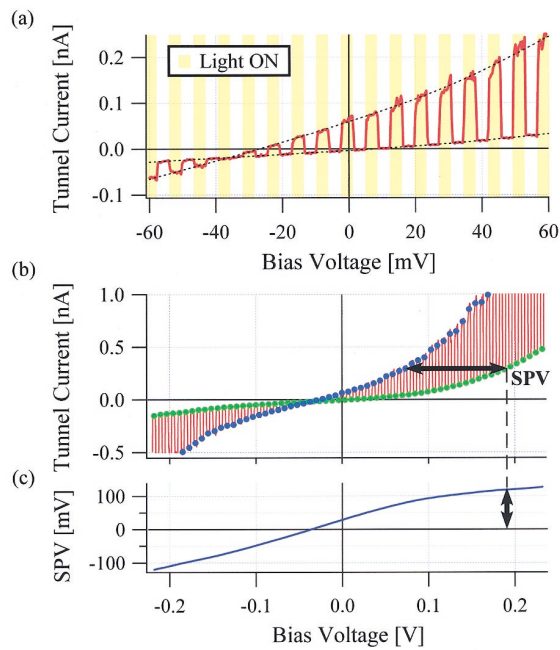 (a)
Tunnel Current [nA]
0.2
0.1
0.0
-0.1
Light ON
-60
-40
-20
0
20
40
60
Bias Voltage [mV]
(b)
Tunnel Current [nA]
1.0
0.5
0.0
-0.5
SPV
(c)
SPV [mV]
100
0
-100
-0.2
-0.1
0.0
0.1
0.2
Bias Voltage [V]